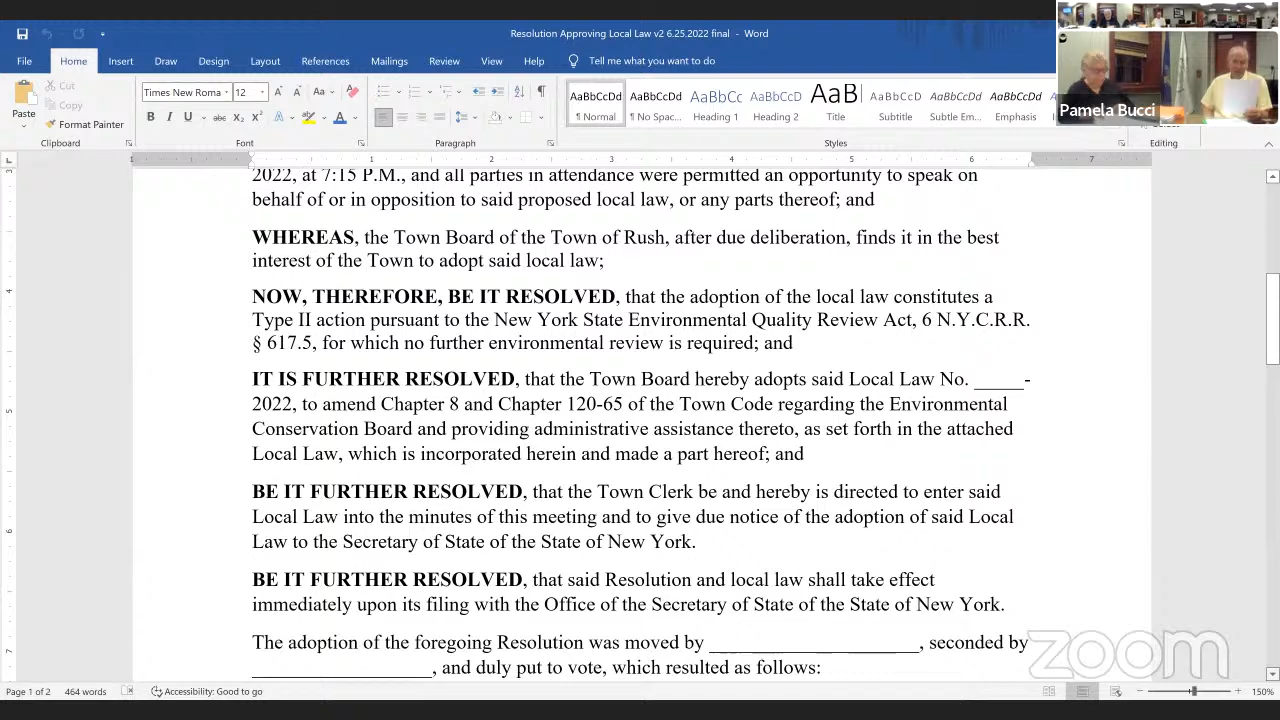 Resolution Approving Local Law v2 6.25.2022 final - Word
File Home Insert Draw Design Layout References Mailings Review View Help Tell me what you want to do
Paste
Cut
Copy
Format Painter
Clipboard
Times New Roma 12
Font
Paragraph
AaBbCcDd AaBbCcDd AaBbCc AaBbCcDd AaB AaBbCcDd AaBbCcDd AaBbCcDd
¶ Normal ¶ No Spac... Heading 1 Heading 2 Title Subtitle Subtle Em... Emphasis
Styles
Editing
Pamela Bucci
2022, at 7:15 P.M., and all parties in attendance were permitted an opportunity to speak on
behalf of or in opposition to said proposed local law, or any parts thereof; and
WHEREAS, the Town Board of the Town of Rush, after due deliberation, finds it in the best
interest of the Town to adopt said local law;
NOW, THEREFORE, BE IT RESOLVED, that the adoption of the local law constitutes a
Type II action pursuant to the New York State Environmental Quality Review Act, 6 N.Y.C.R.R.
§ 617.5, for which no further environmental review is required; and
IT IS FURTHER RESOLVED, that the Town Board hereby adopts said Local Law No. _____-
2022, to amend Chapter 8 and Chapter 120-65 of the Town Code regarding the Environmental
Conservation Board and providing administrative assistance thereto, as set forth in the attached
Local Law, which is incorporated herein and made a part hereof; and
BE IT FURTHER RESOLVED, that the Town Clerk be and hereby is directed to enter said
Local Law into the minutes of this meeting and to give due notice of the adoption of said Local
Law to the Secretary of State of the State of New York.
BE IT FURTHER RESOLVED, that said Resolution and local law shall take effect
immediately upon its filing with the Office of the Secretary of State of the State of New York.
The adoption of the foregoing Resolution was moved by _____________________, seconded by
__________________, and duly put to vote, which resulted as follows:
zoom
Page 1 of 2 464 words Accessibility: Good to go 150%